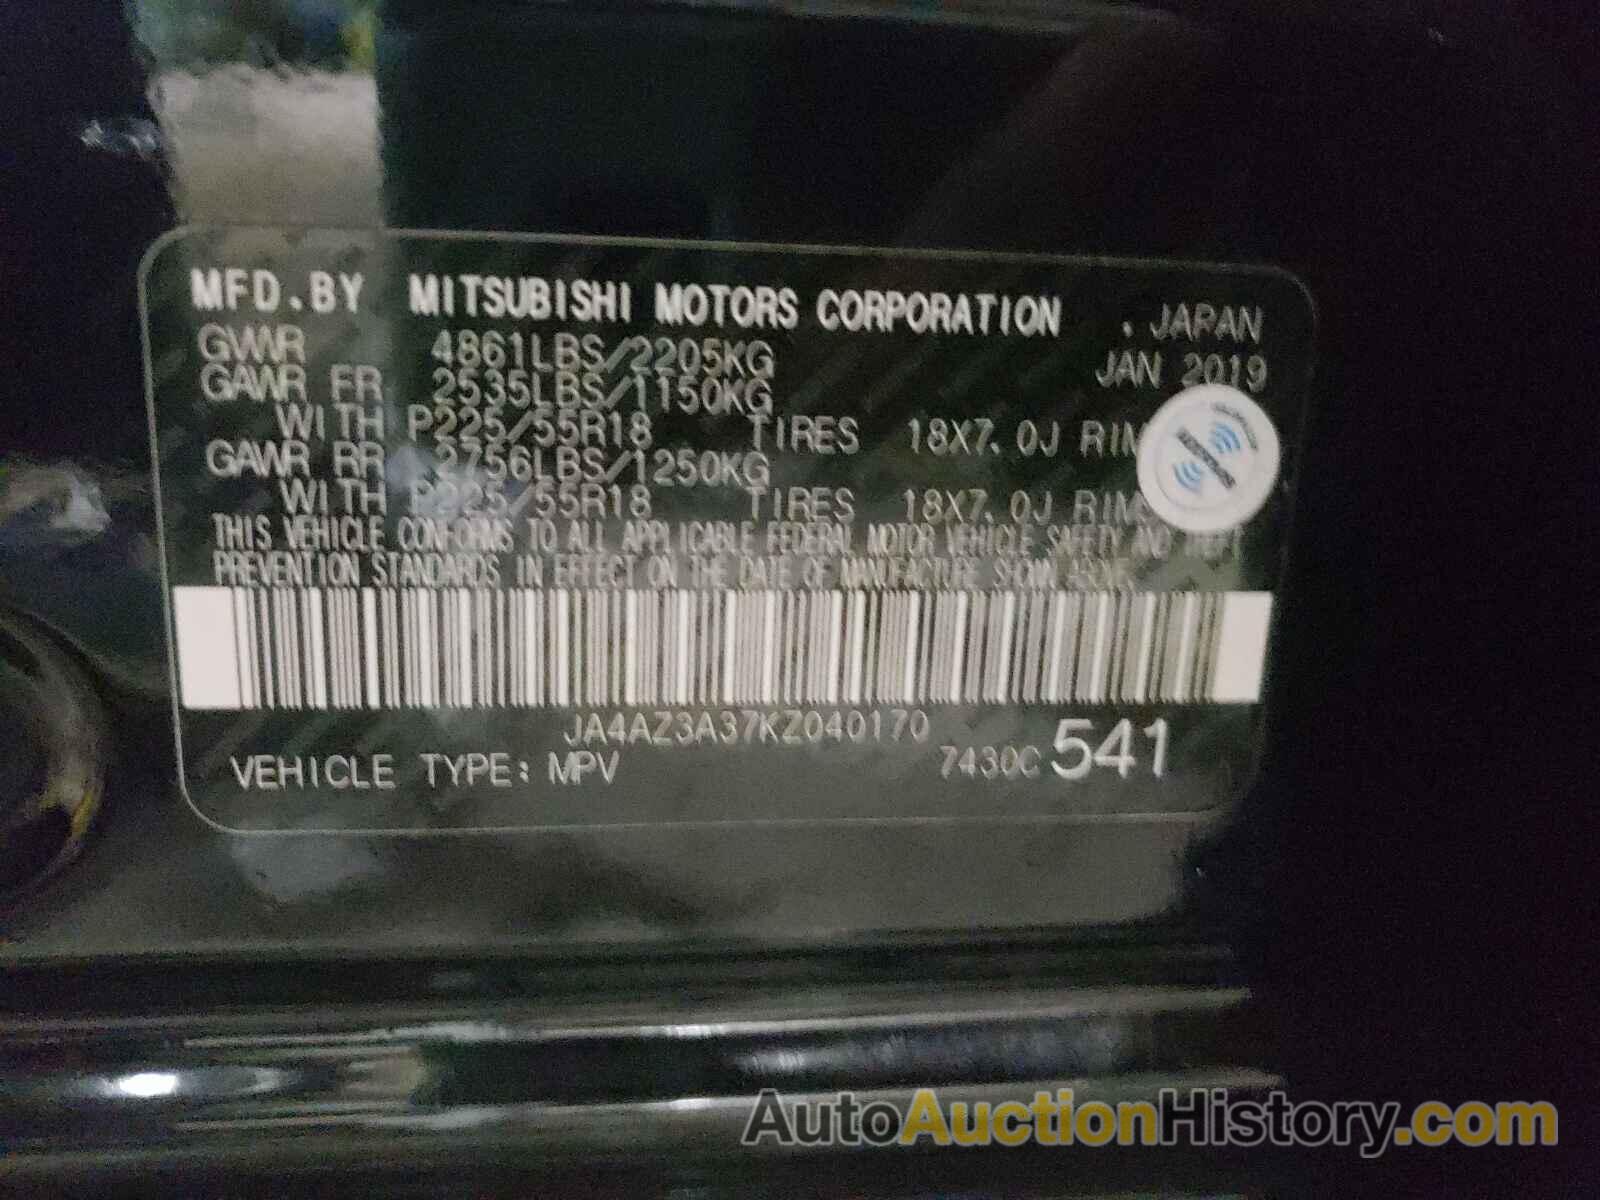 MFD.BY MITSUBISHI MOTORS CORPORATION .JAPAN
GVWR 4861LBS/2205KG JAN 2019
GAWR FR 2535LBS/1150KG
WITH P225/55R18 TIRES 18X7.0J RIM
GAWR RR 2756LBS/1250KG
WITH P225/55R18 TIRES 18X7.0J RIMS
THIS VEHICLE CONFORMS TO ALL APPLICABLE FEDERAL MOTOR VEHICLE SAFETY AND THEFT
PREVENTION STANDARDS IN EFFECT ON THE DATE OF MANUFACTURE SHOWN ABOVE.
JA4AZ3A37KZ040170
VEHICLE TYPE: MPV 7430C 541
AutoAuctionHistory.com